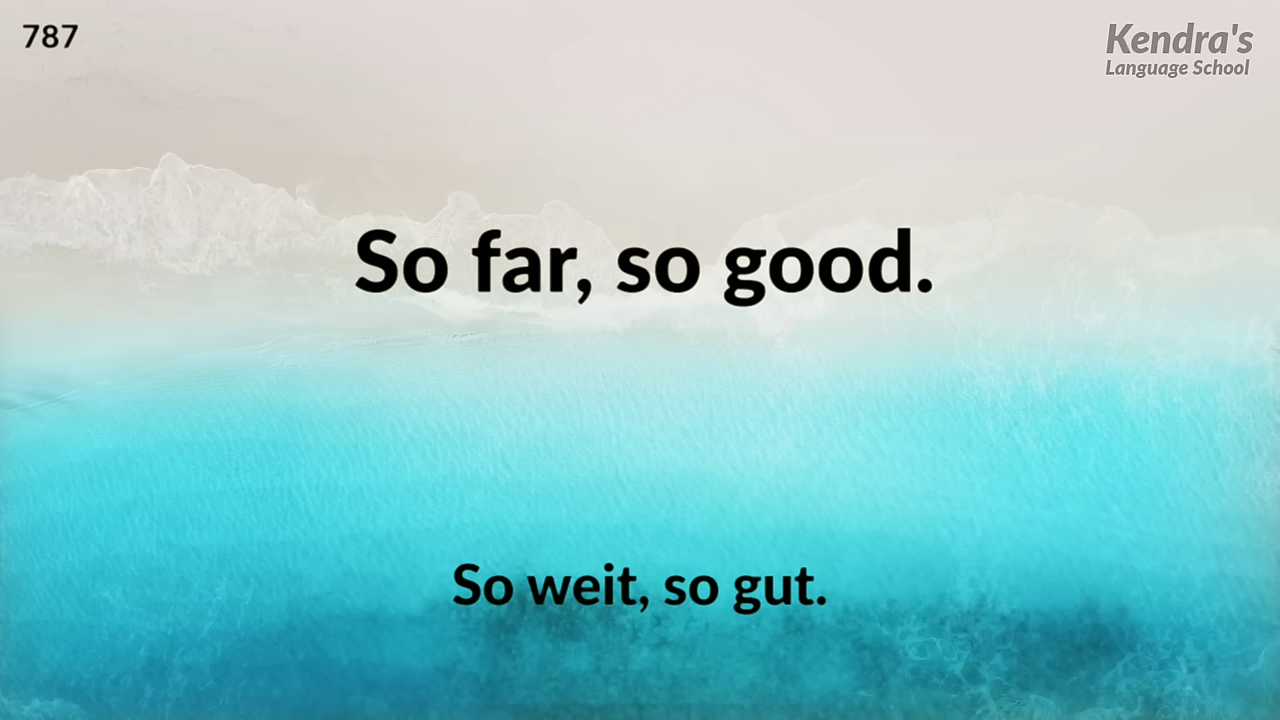 787
Kendra's
Language School
So far, so good.
So weit, so gut.